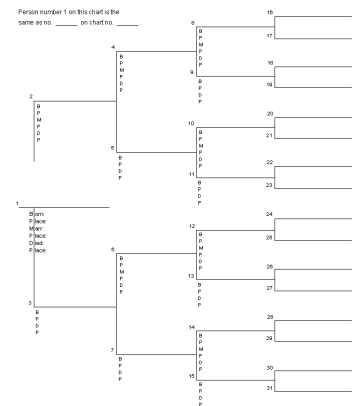 Person number 1 on this chart is the
same as no. ______ on chart no. ______ .
2
B
P
M
P
D
P
1
Born:
Place:
Marr:
Place:
Died:
Place:
3
B
P
D
P
4
B
P
M
P
D
P
5
B
P
D
P
6
B
P
M
P
D
P
7
B
P
D
P
8
B
P
M
P
D
P
9
B
P
D
P
10
B
P
M
P
D
P
11
B
P
D
P
12
B
P
M
P
D
P
13
B
P
D
P
14
B
P
M
P
D
P
15
B
P
D
P
16
17
18
19
20
21
22
23
24
25
26
27
28
29
30
31